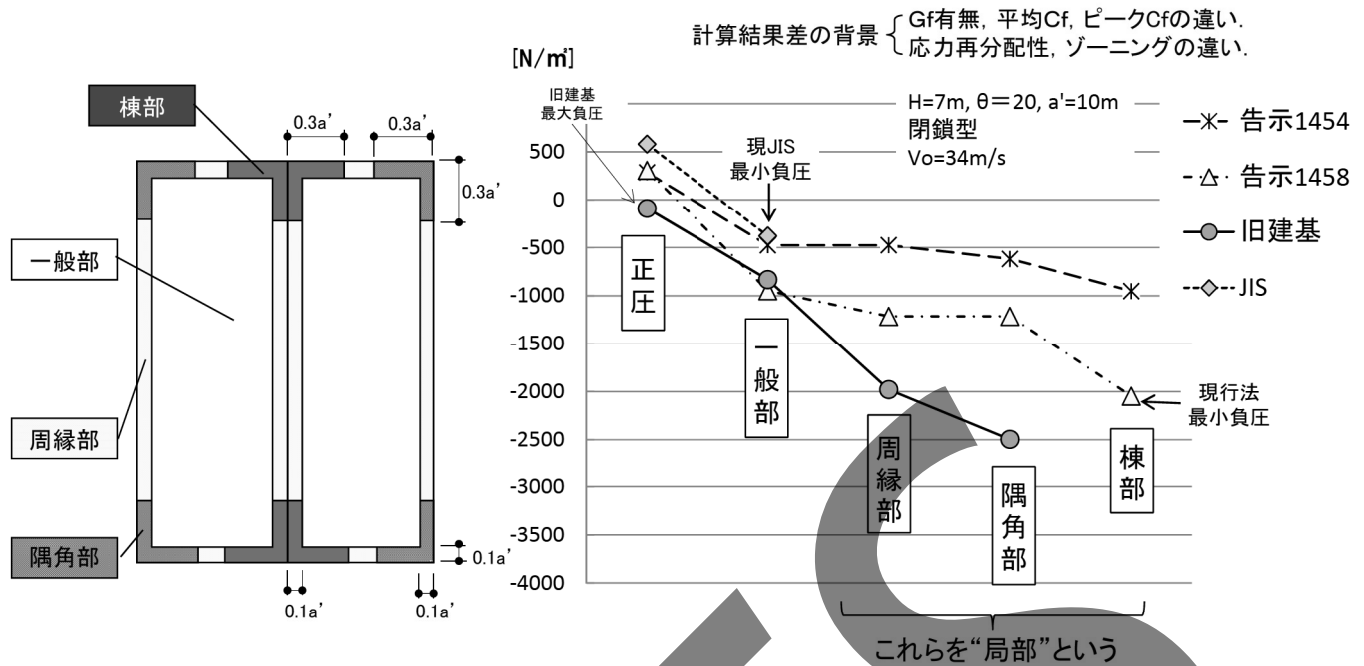 計算結果差の背景
Gf有無, 平均Cf, ピークCfの違い.
応力再分配性, ゾーニングの違い.
棟部
一般部
周縁部
隅角部
0.3a'
0.3a'
0.3a'
0.1a'
0.1a'
0.1a'
[N/㎡]
旧建基
最大負圧
現JIS
最小負圧
H=7m, θ=20, a'=10m
閉鎖型
Vo=34m/s
500
0
-500
-1000
-1500
-2000
-2500
-3000
-3500
-4000
正圧
一般部
周縁部
隅角部
棟部
現行法
最小負圧
告示1454
告示1458
旧建基
JIS
これらを“局部”という